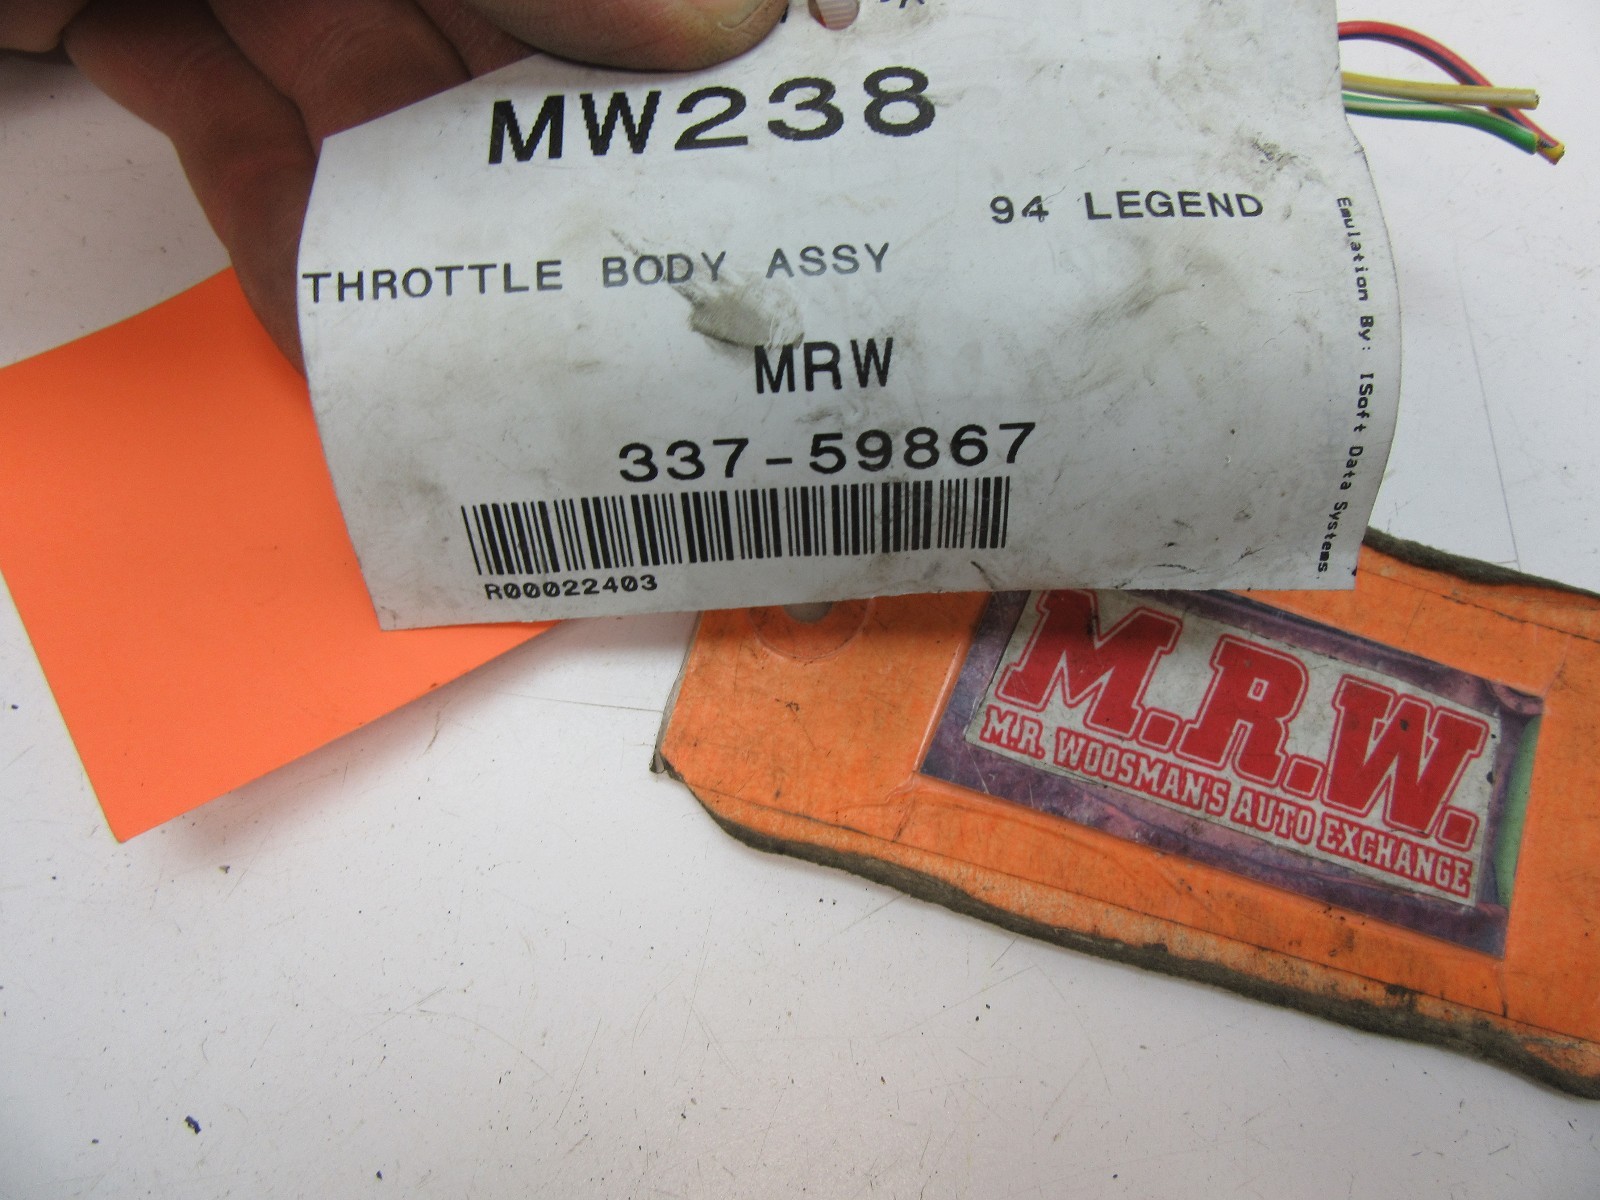 MW238
94 LEGEND
THROTTLE BODY ASSY
MRW
337-59867
R00022403
Emulation By: ISoft Data Systems.
M.R.W.
M.R. WOOSMAN'S AUTO EXCHANGE